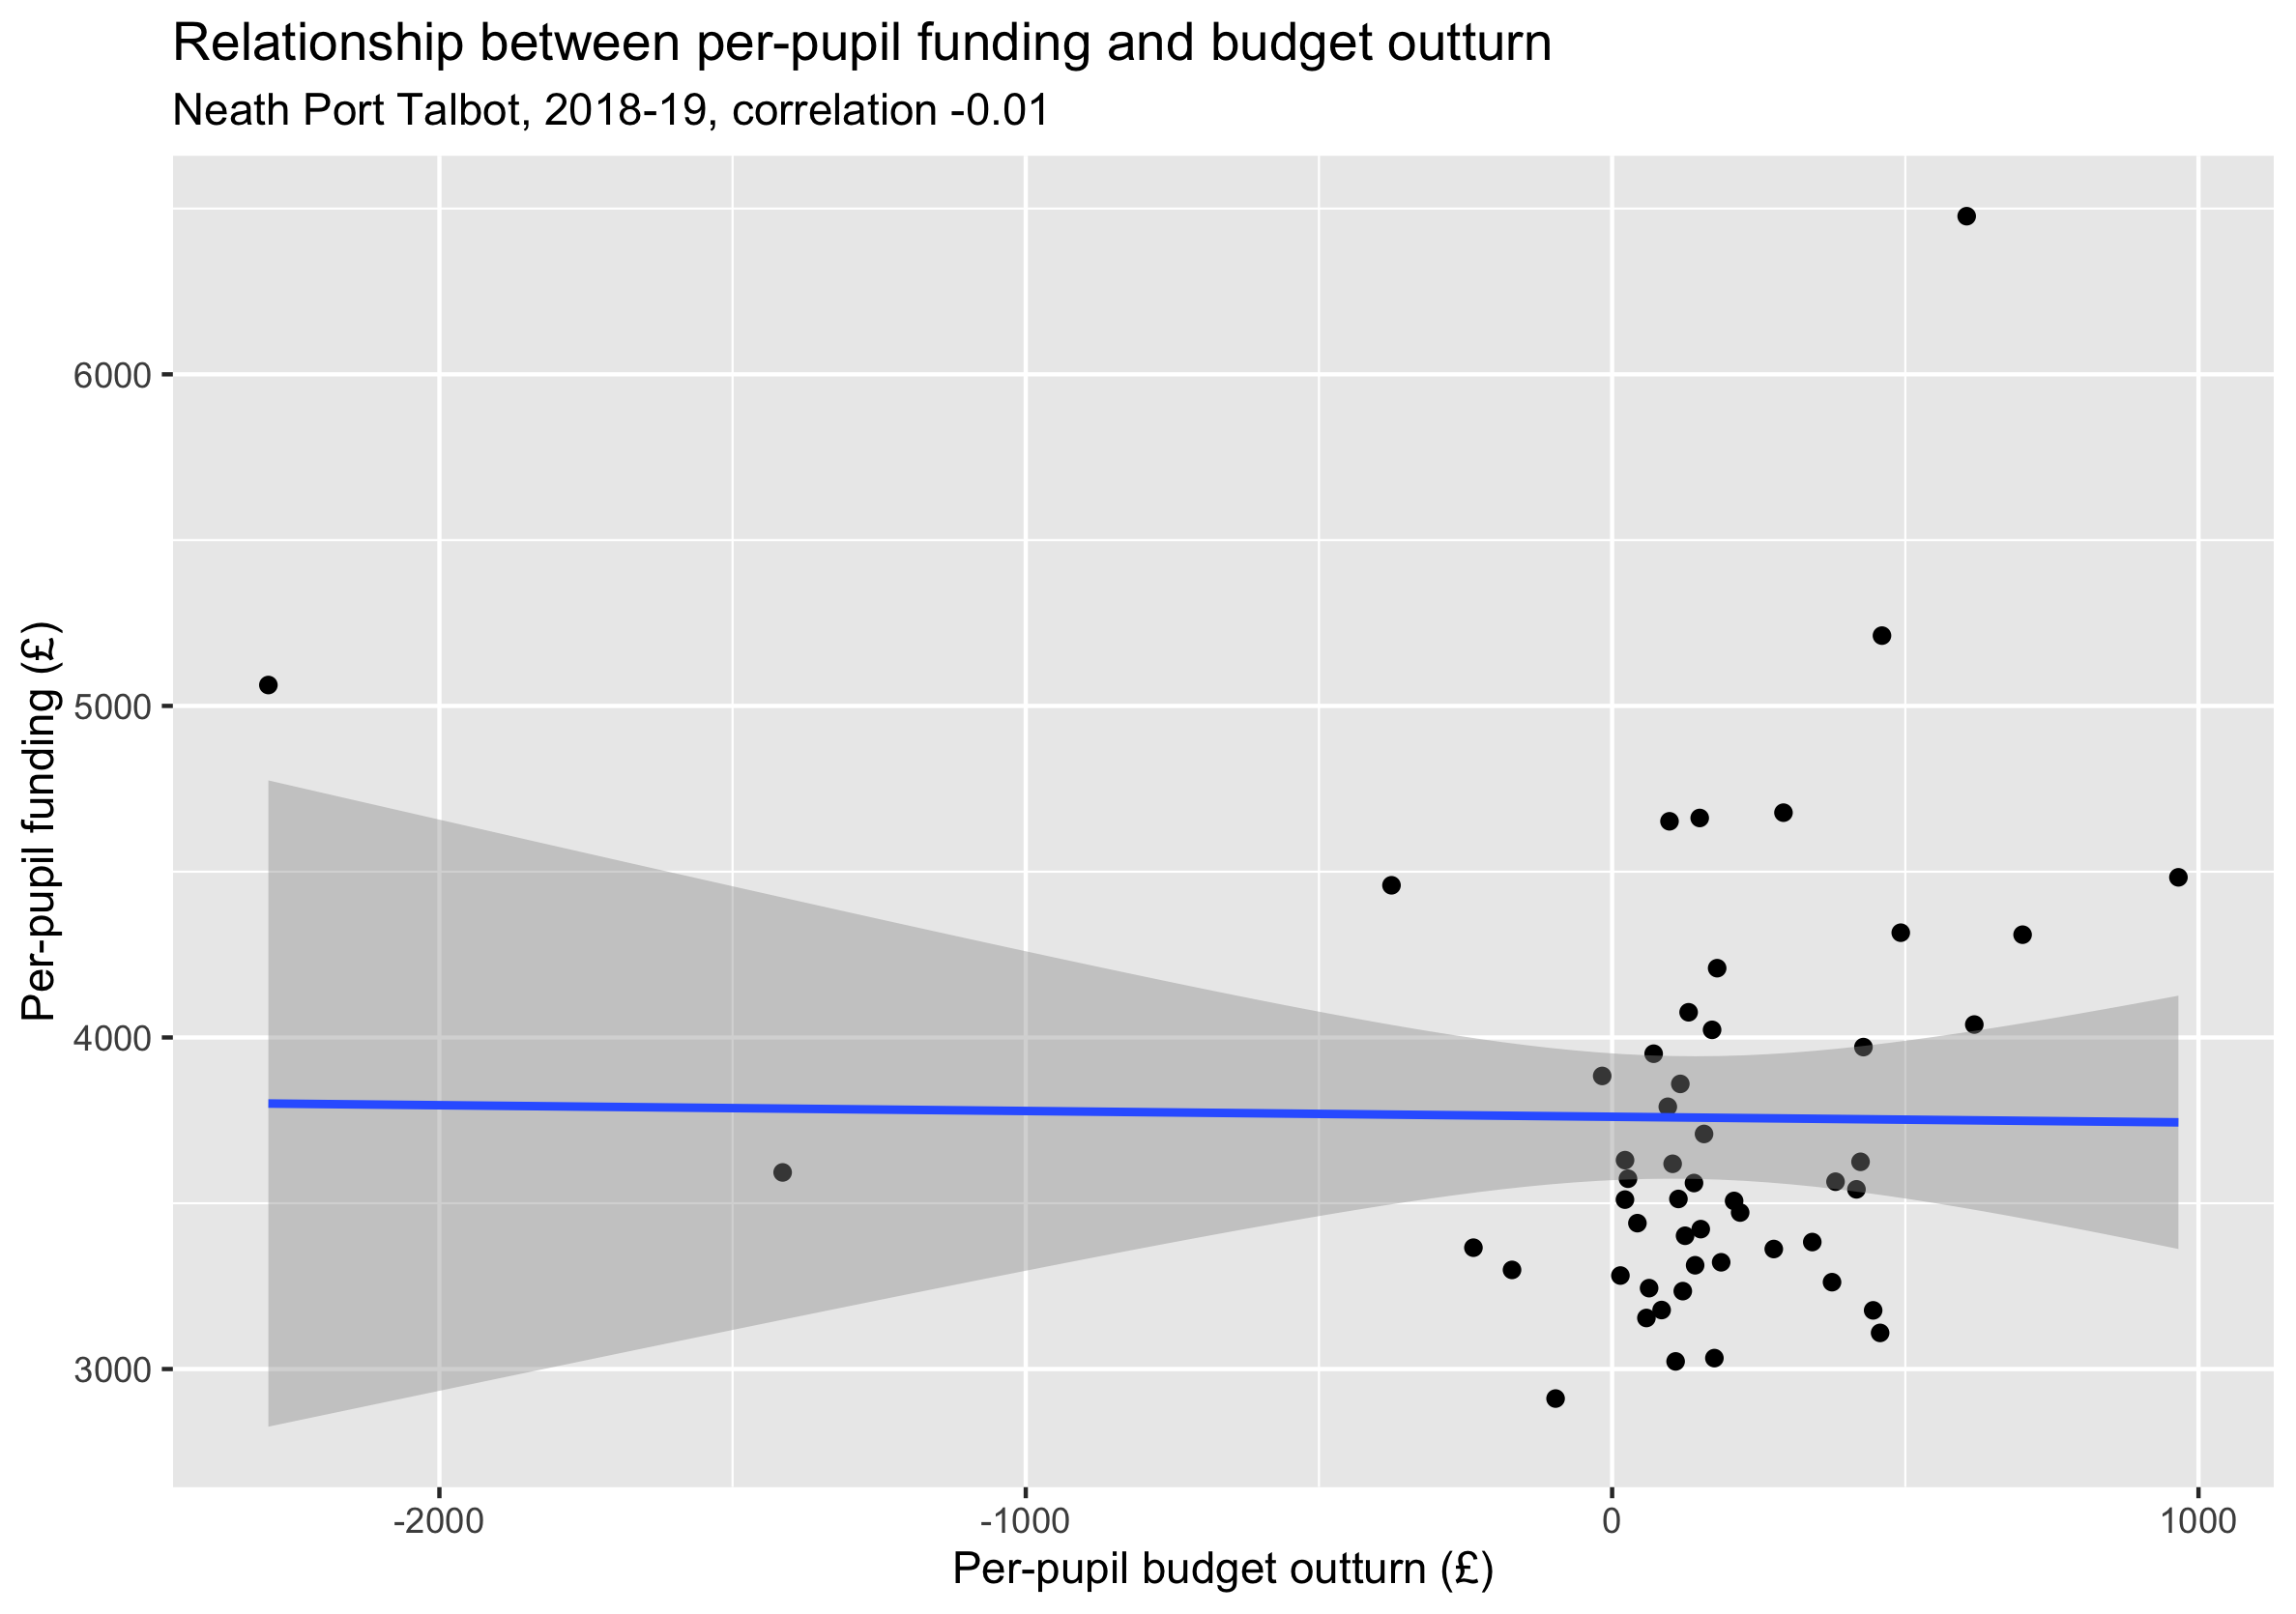 Relationship between per-pupil funding and budget outturn
Neath Port Talbot, 2018-19, correlation -0.01
Per-pupil funding (£)
6000
5000
4000
3000
-2000
-1000
0
1000
Per-pupil budget outturn (£)